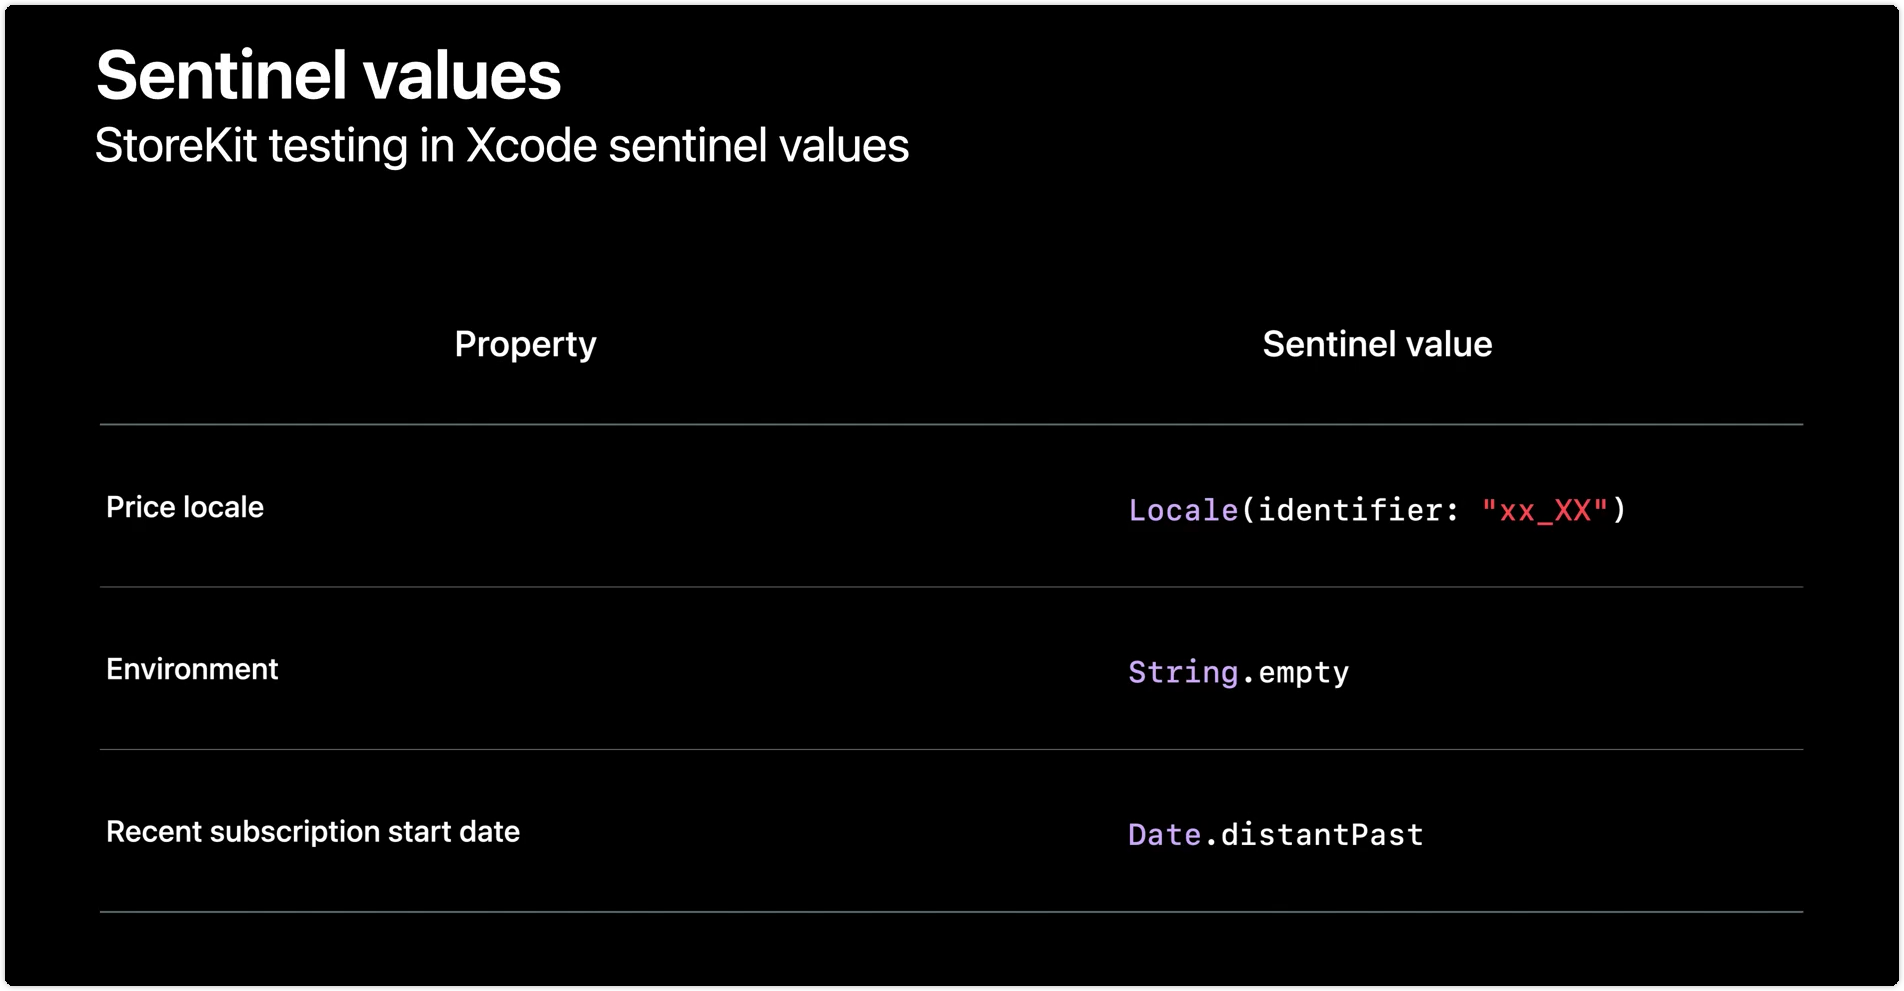 Sentinel values
StoreKit testing in Xcode sentinel values
Property
Sentinel value
Price locale
Locale(identifier: "xx_XX")
Environment
String.empty
Recent subscription start date
Date.distantPast